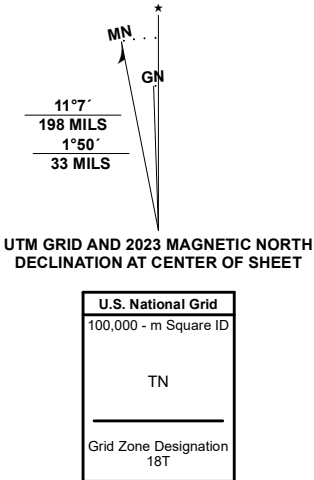 ★
MN
GN
11°7´
198 MILS
1°50´
33 MILS
UTM GRID AND 2023 MAGNETIC NORTH
DECLINATION AT CENTER OF SHEET
U.S. National Grid
100,000 - m Square ID
TN
Grid Zone Designation
18T